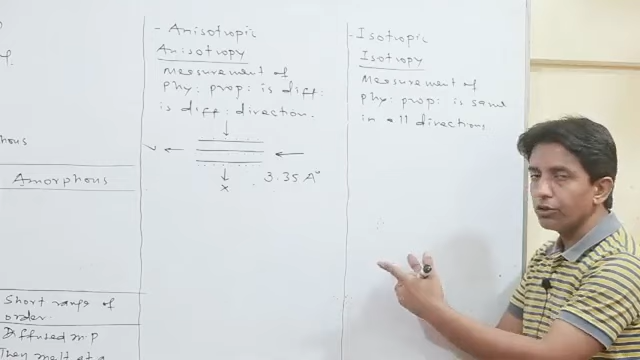 - Anisotropic
Anisotropy
Measurement of
phy: prop: is diff:
is diff: direction.
3.35 A°
x
- Isotropic
Isotropy
Measurement of
phy: prop: is same
in all direction,
Amorphous
Short range of
order.
Diffused m.p
Then melt at a